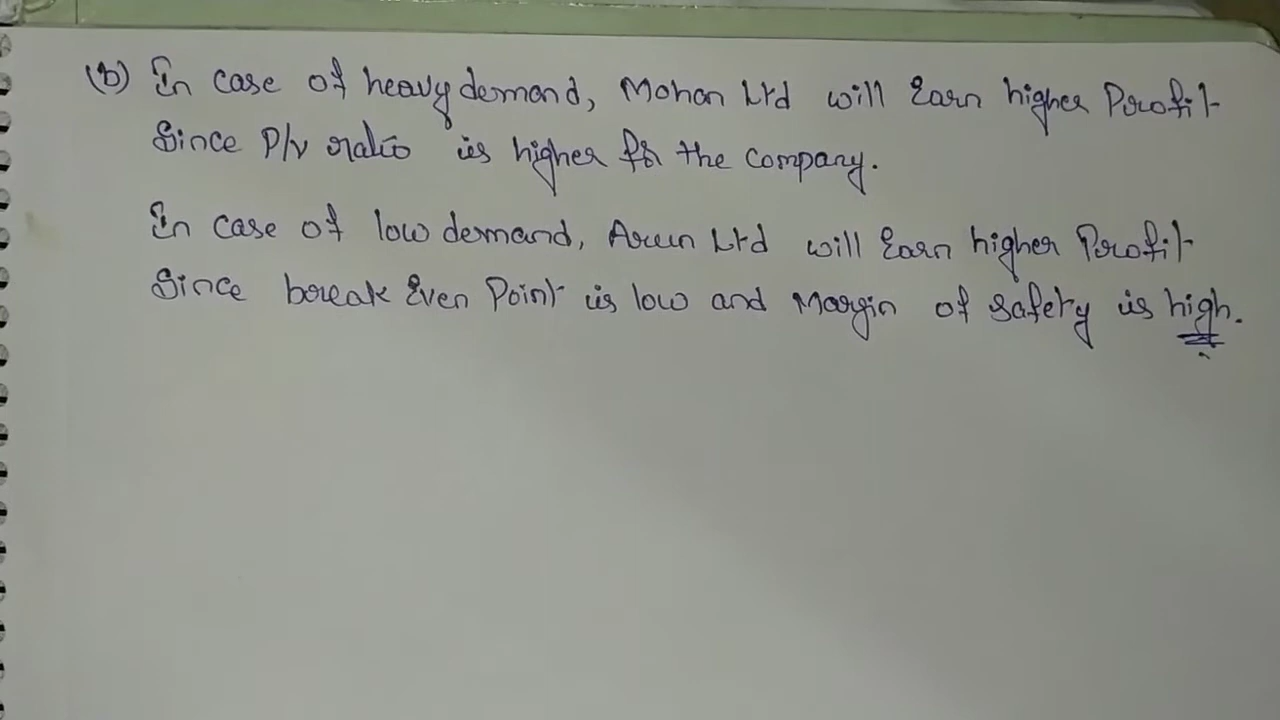 (b) In case of heavy demand, Mohan Ltd will Earn higher Profit
Since P/v ratio is higher for the company.
In case of low demand, Arun Ltd will Earn higher Profit
Since break Even Point is low and Margin of safety is high.